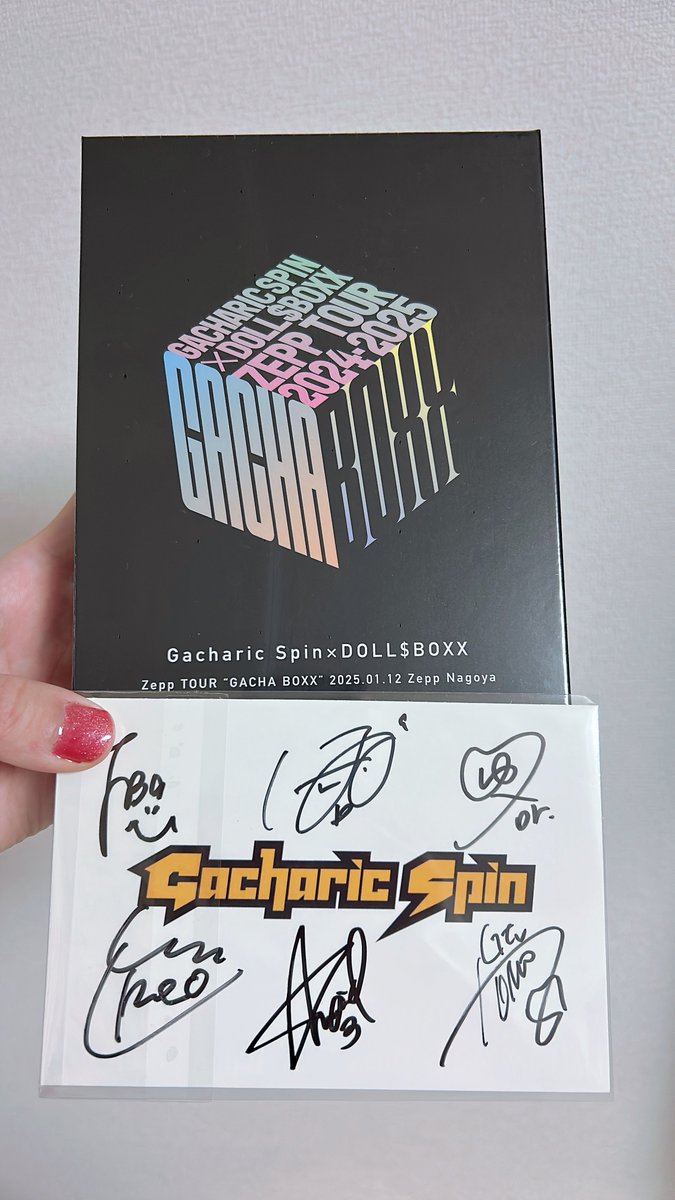 GACHARIC SPIN
×DOLL$BOXX
ZEPP TOUR
2024-2025
GACHA BOXX
Gacharic Spin×DOLL$BOXX
Zepp TOUR "GACHA BOXX" 2025.01.12 Zepp Nagoya
Dr.
Gacharic Spin